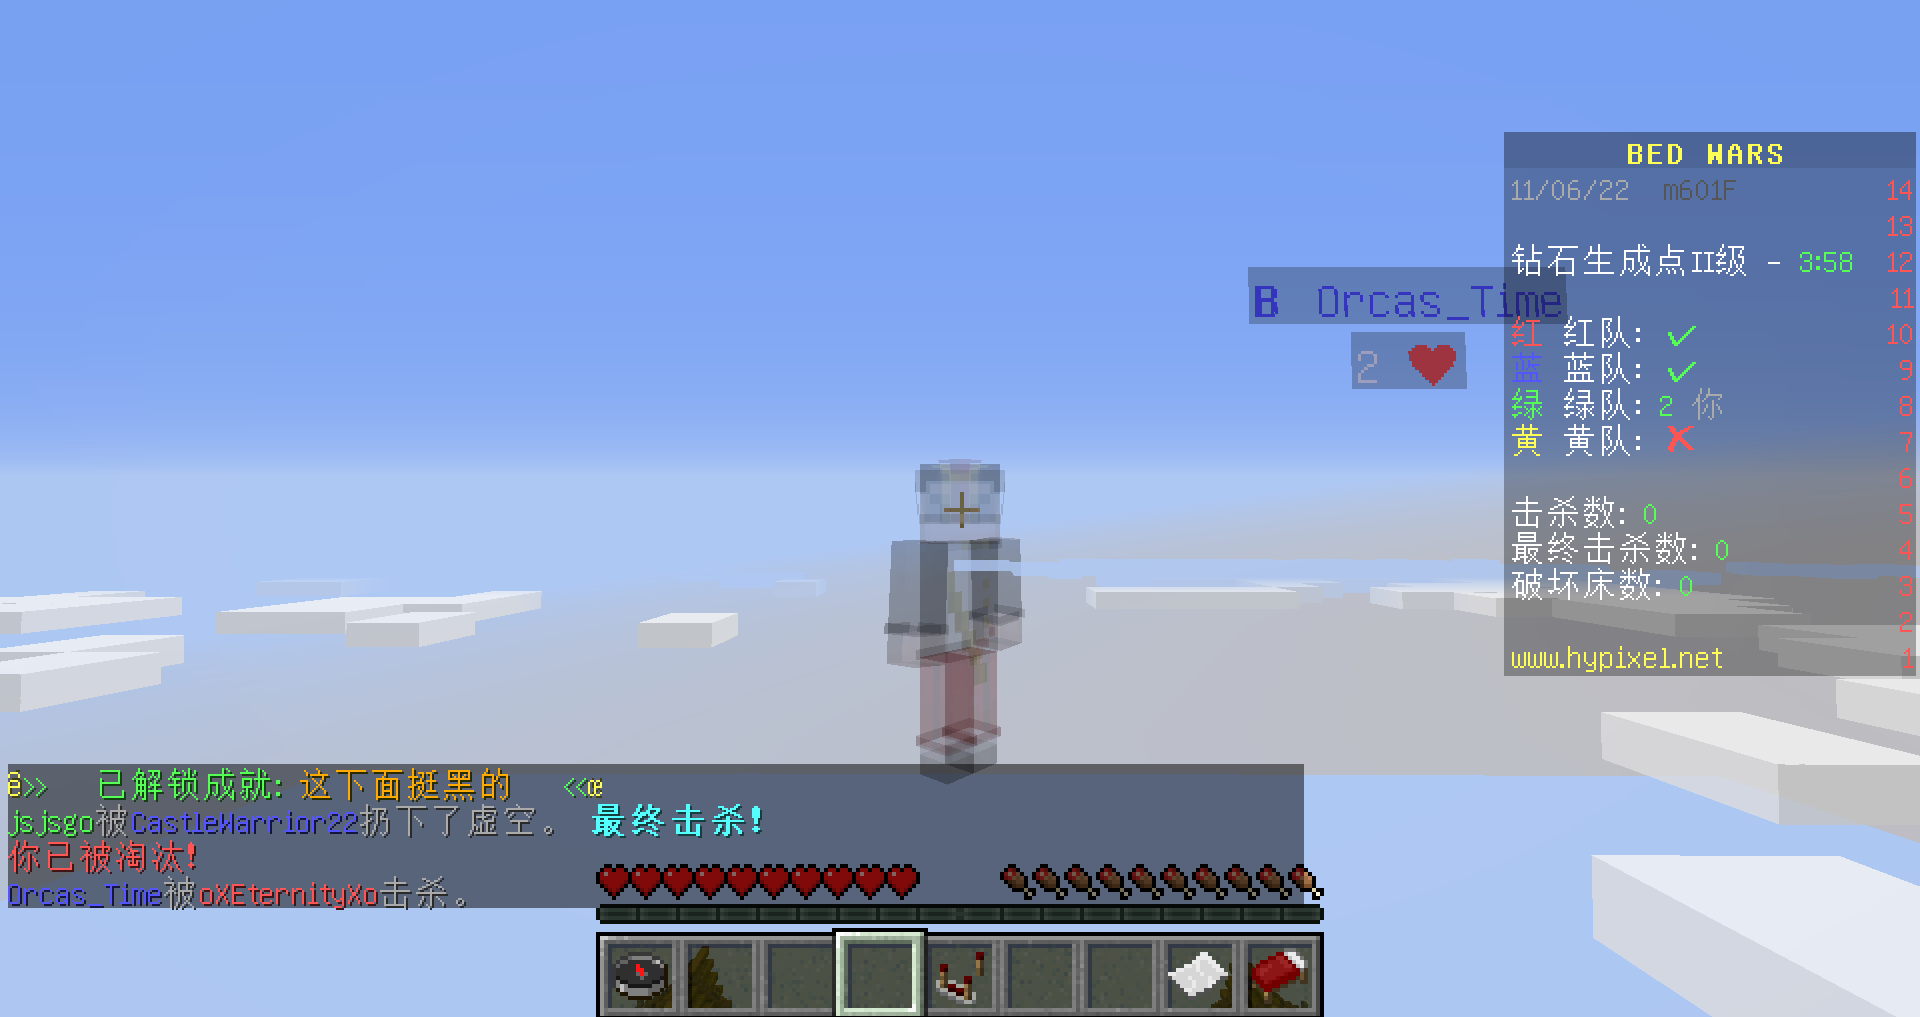 BED WARS
11/06/22 m601F 14
13
钻石生成点II级 - 3:58 12
11
B Orcas_Time
红 红队: ✓ 10
2
蓝 蓝队: ✓ 9
绿 绿队: 2 你 8
黄 黄队: ✗ 7
6
击杀数: 0 5
最终击杀数: 0 4
破坏床数: 0 3
2
www.hypixel.net 1
>> 已解锁成就: 这下面挺黑的 <<
jsjsgo被CastleWarrior22扔下了虚空。 最终击杀!
你已被淘汰!
Orcas_Time被oXEternityXo击杀。